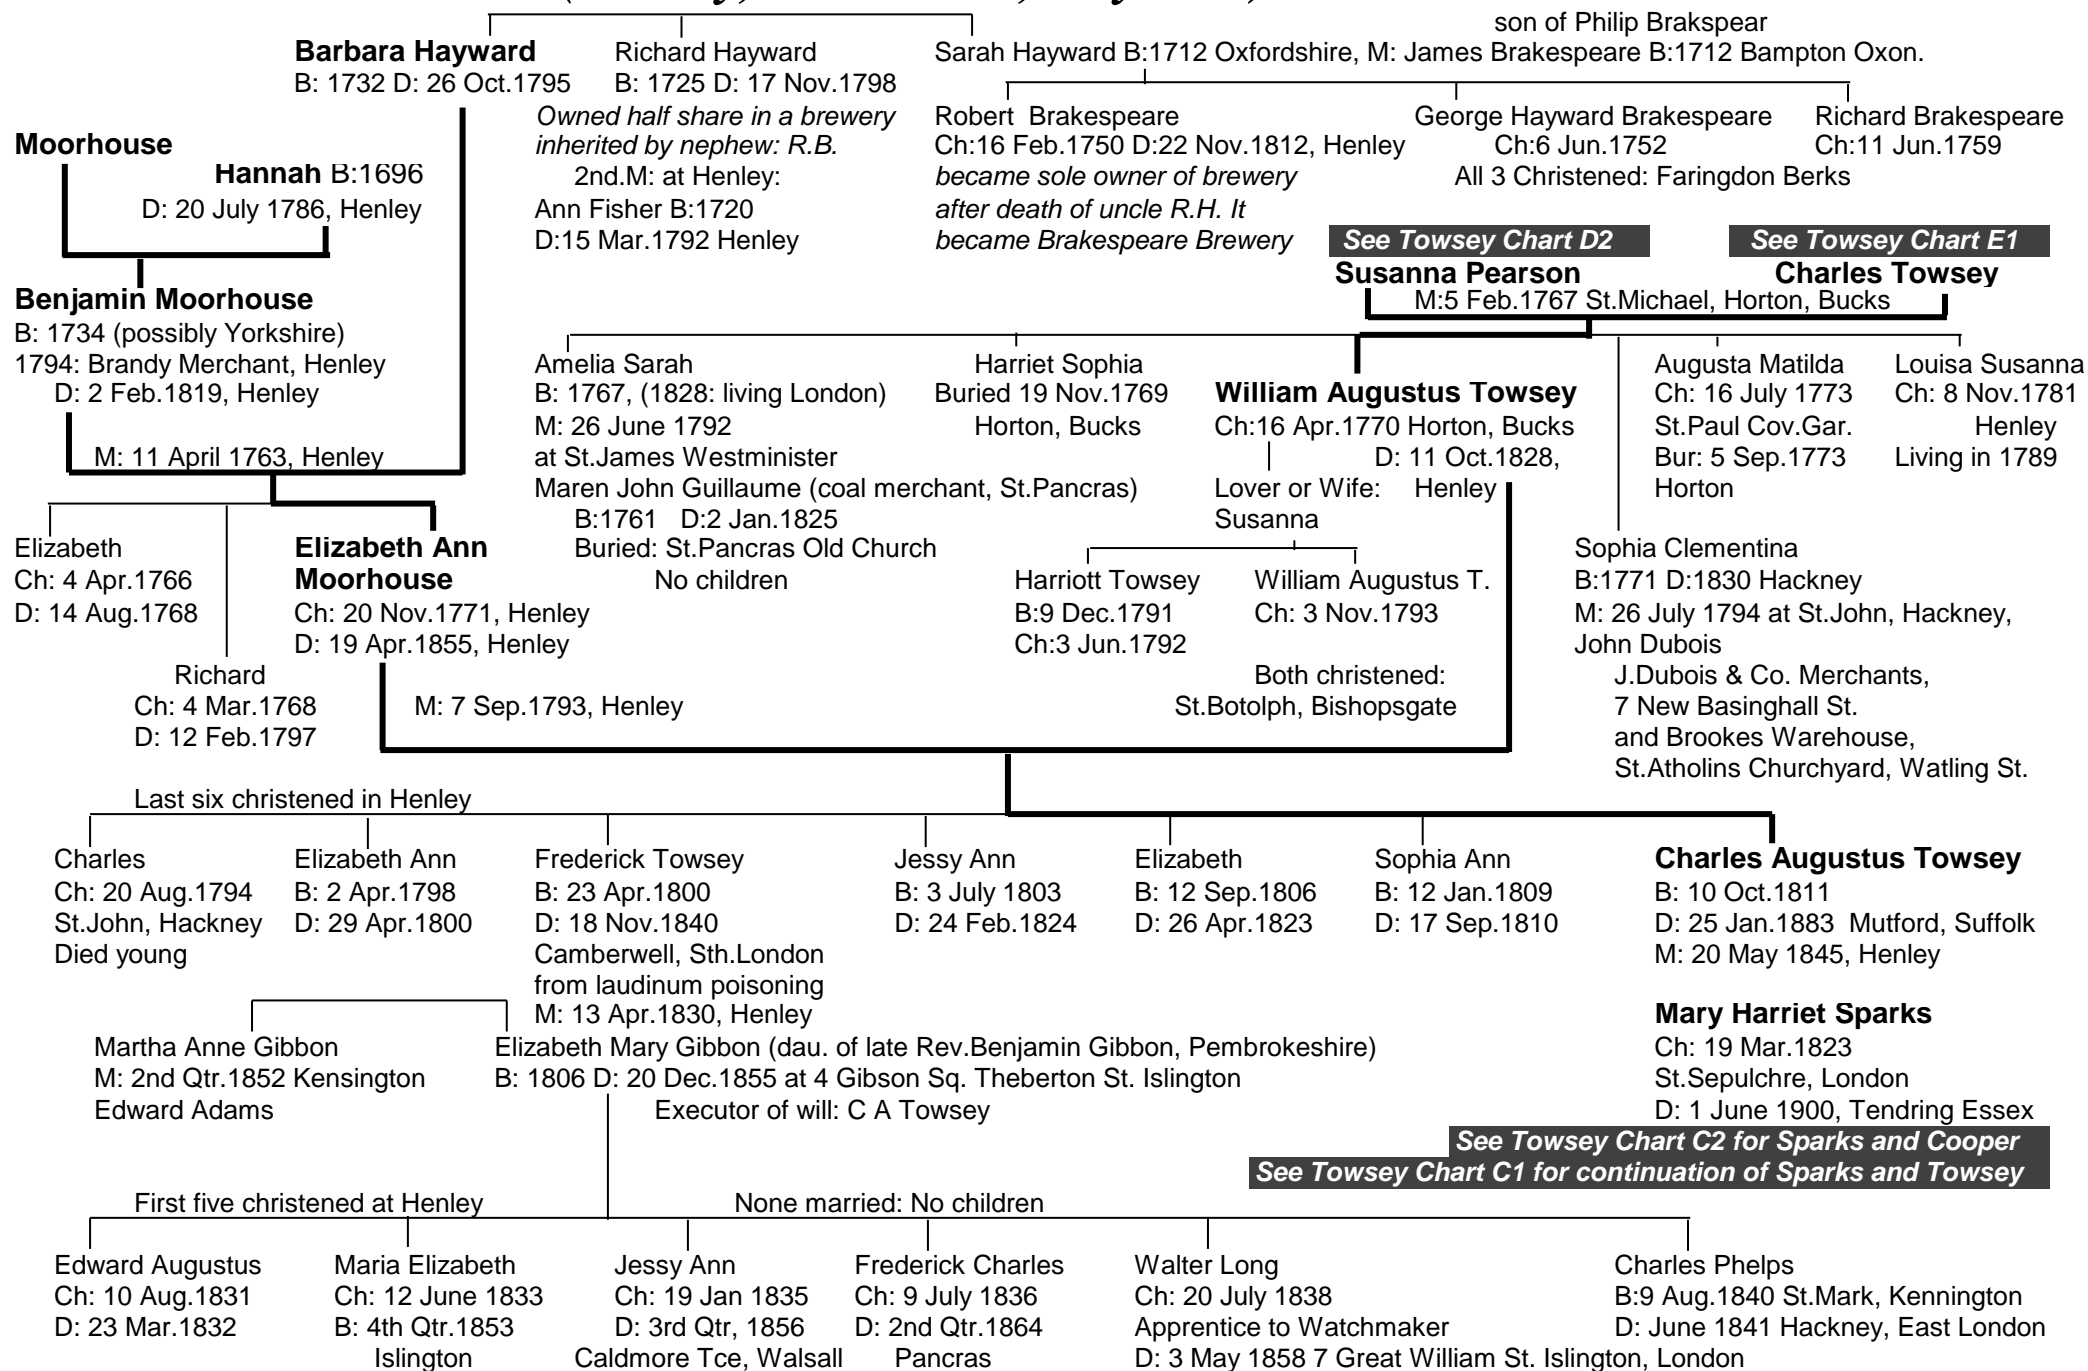 son of Philip Brakspear
Barbara Hayward
B: 1732 D: 26 Oct.1795
Richard Hayward
B: 1725 D: 17 Nov.1798
Owned half share in a brewery
inherited by nephew: R.B.
2nd.M: at Henley:
Ann Fisher B:1720
D:15 Mar.1792 Henley
Sarah Hayward B:1712 Oxfordshire, M: James Brakespeare B:1712 Bampton Oxon.
Robert Brakespeare
Ch:16 Feb.1750 D:22 Nov.1812, Henley
became sole owner of brewery
after death of uncle R.H. It
became Brakespeare Brewery
George Hayward Brakespeare
Ch:6 Jun.1752
Richard Brakespeare
Ch:11 Jun.1759
All 3 Christened: Faringdon Berks
Moorhouse
Hannah B:1696
D: 20 July 1786, Henley
See Towsey Chart D2
Susanna Pearson
See Towsey Chart E1
Charles Towsey
M:5 Feb.1767 St.Michael, Horton, Bucks
Benjamin Moorhouse
B: 1734 (possibly Yorkshire)
1794: Brandy Merchant, Henley
D: 2 Feb.1819, Henley
M: 11 April 1763, Henley
Amelia Sarah
B: 1767, (1828: living London)
M: 26 June 1792
at St.James Westminister
Maren John Guillaume (coal merchant, St.Pancras)
B:1761 D:2 Jan.1825
Buried: St.Pancras Old Church
No children
Harriet Sophia
Buried 19 Nov.1769
Horton, Bucks
William Augustus Towsey
Ch:16 Apr.1770 Horton, Bucks
D: 11 Oct.1828,
Henley
Lover or Wife:
Susanna
Augusta Matilda
Ch: 16 July 1773
St.Paul Cov.Gar.
Bur: 5 Sep.1773
Horton
Louisa Susanna
Ch: 8 Nov.1781
Henley
Living in 1789
Elizabeth
Ch: 4 Apr.1766
D: 14 Aug.1768
Elizabeth Ann
Moorhouse
Ch: 20 Nov.1771, Henley
D: 19 Apr.1855, Henley
Richard
Ch: 4 Mar.1768
D: 12 Feb.1797
M: 7 Sep.1793, Henley
Harriott Towsey
B:9 Dec.1791
Ch:3 Jun.1792
William Augustus T.
Ch: 3 Nov.1793
Both christened:
St.Botolph, Bishopsgate
Sophia Clementina
B:1771 D:1830 Hackney
M: 26 July 1794 at St.John, Hackney,
John Dubois
J.Dubois & Co. Merchants,
7 New Basinghall St.
and Brookes Warehouse,
St.Atholins Churchyard, Watling St.
Last six christened in Henley
Charles
Ch: 20 Aug.1794
St.John, Hackney
Died young
Elizabeth Ann
B: 2 Apr.1798
D: 29 Apr.1800
Frederick Towsey
B: 23 Apr.1800
D: 18 Nov.1840
Camberwell, Sth.London
from laudinum poisoning
M: 13 Apr.1830, Henley
Jessy Ann
B: 3 July 1803
D: 24 Feb.1824
Elizabeth
B: 12 Sep.1806
D: 26 Apr.1823
Sophia Ann
B: 12 Jan.1809
D: 17 Sep.1810
Charles Augustus Towsey
B: 10 Oct.1811
D: 25 Jan.1883 Mutford, Suffolk
M: 20 May 1845, Henley
Mary Harriet Sparks
Ch: 19 Mar.1823
St.Sepulchre, London
D: 1 June 1900, Tendring Essex
Martha Anne Gibbon
M: 2nd Qtr.1852 Kensington
Edward Adams
Elizabeth Mary Gibbon (dau. of late Rev.Benjamin Gibbon, Pembrokeshire)
B: 1806 D: 20 Dec.1855 at 4 Gibson Sq. Theberton St. Islington
Executor of will: C A Towsey
See Towsey Chart C2 for Sparks and Cooper
See Towsey Chart C1 for continuation of Sparks and Towsey
First five christened at Henley
None married: No children
Edward Augustus
Ch: 10 Aug.1831
D: 23 Mar.1832
Maria Elizabeth
Ch: 12 June 1833
B: 4th Qtr.1853
Islington
Jessy Ann
Ch: 19 Jan 1835
D: 3rd Qtr, 1856
Caldmore Tce, Walsall
Frederick Charles
Ch: 9 July 1836
D: 2nd Qtr.1864
Pancras
Walter Long
Ch: 20 July 1838
Apprentice to Watchmaker
D: 3 May 1858 7 Great William St. Islington, London
Charles Phelps
B:9 Aug.1840 St.Mark, Kennington
D: June 1841 Hackney, East London